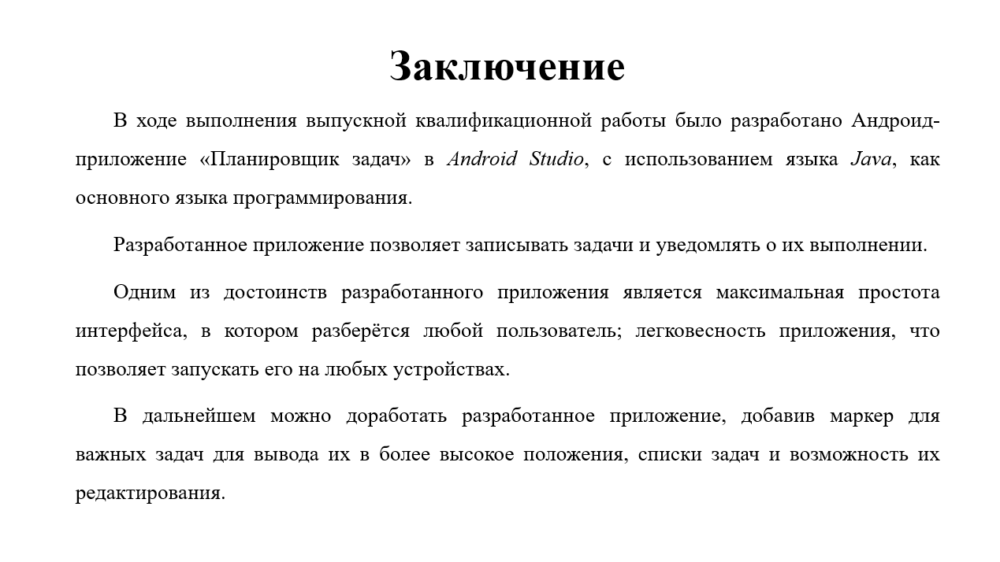 Заключение
В ходе выполнения выпускной квалификационной работы было разработано Андроид-
приложение «Планировщик задач» в Android Studio, с использованием языка Java, как
основного языка программирования.
Разработанное приложение позволяет записывать задачи и уведомлять о их выполнении.
Одним из достоинств разработанного приложения является максимальная простота
интерфейса, в котором разберётся любой пользователь; легковесность приложения, что
позволяет запускать его на любых устройствах.
В дальнейшем можно доработать разработанное приложение, добавив маркер для
важных задач для вывода их в более высокое положения, списки задач и возможность их
редактирования.